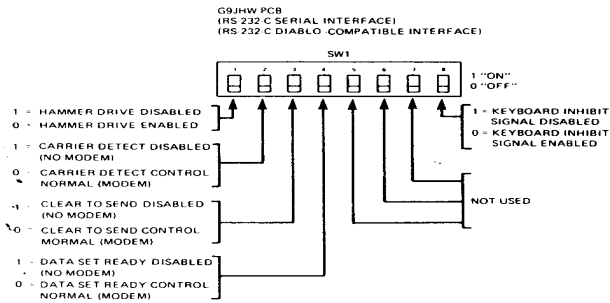 G9JHW PCB
(RS-232-C SERIAL INTERFACE)
(RS-232-C DIABLO-COMPATIBLE INTERFACE)
SW1
1 2 3 4 5 6 7 8
1 "ON"
0 "OFF"
1 = HAMMER DRIVE DISABLED
0 - HAMMER DRIVE ENABLED
1 = CARRIER DETECT DISABLED
(NO MODEM)
0 - CARRIER DETECT CONTROL
NORMAL (MODEM)
1 - CLEAR TO SEND DISABLED
(NO MODEM)
0 - CLEAR TO SEND CONTROL
MORMAL (MODEM)
1 - DATA SET READY DISABLED
(NO MODEM)
0 = DATA SET READY CONTROL
NORMAL (MODEM)
1 = KEYBOARD INHIBIT
SIGNAL DISABLED
0 = KEYBOARD INHIBIT
SIGNAL ENABLED
NOT USED